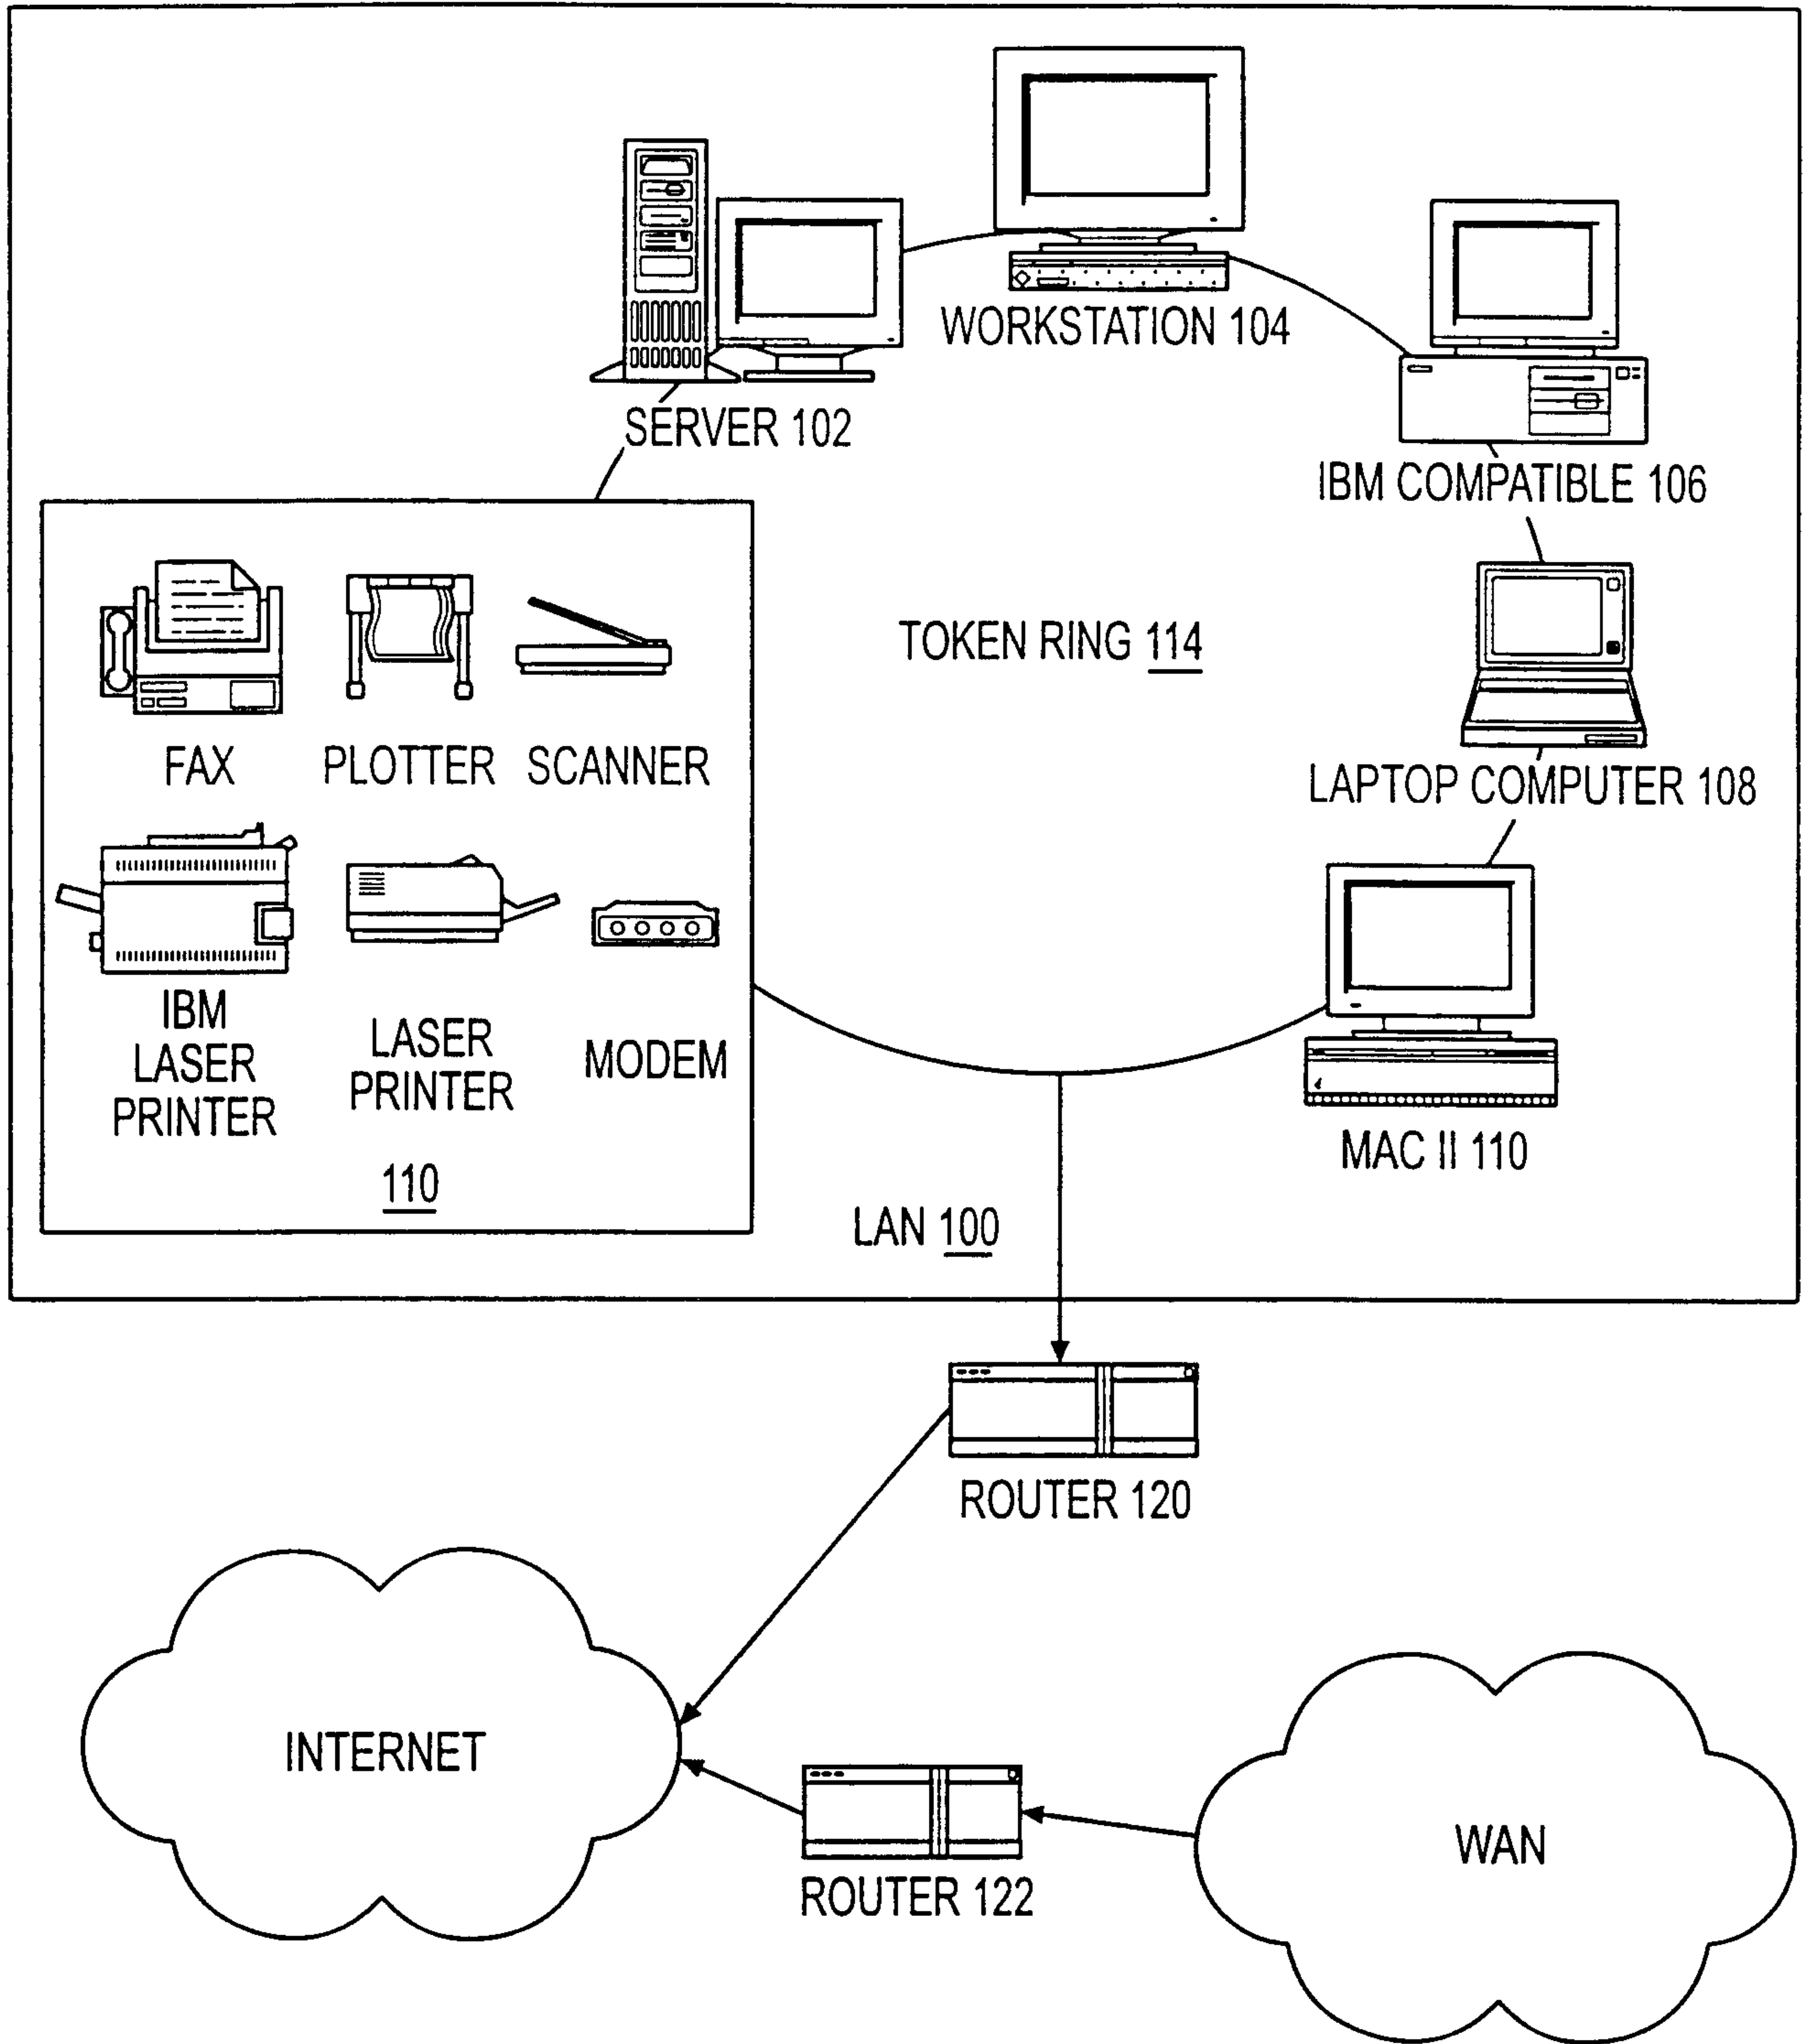 WORKSTATION 104
SERVER 102
IBM COMPATIBLE 106
TOKEN RING 114
FAX
PLOTTER
SCANNER
LAPTOP COMPUTER 108
IBM
LASER
PRINTER
LASER
PRINTER
MODEM
110
MAC II 110
LAN 100
ROUTER 120
INTERNET
ROUTER 122
WAN